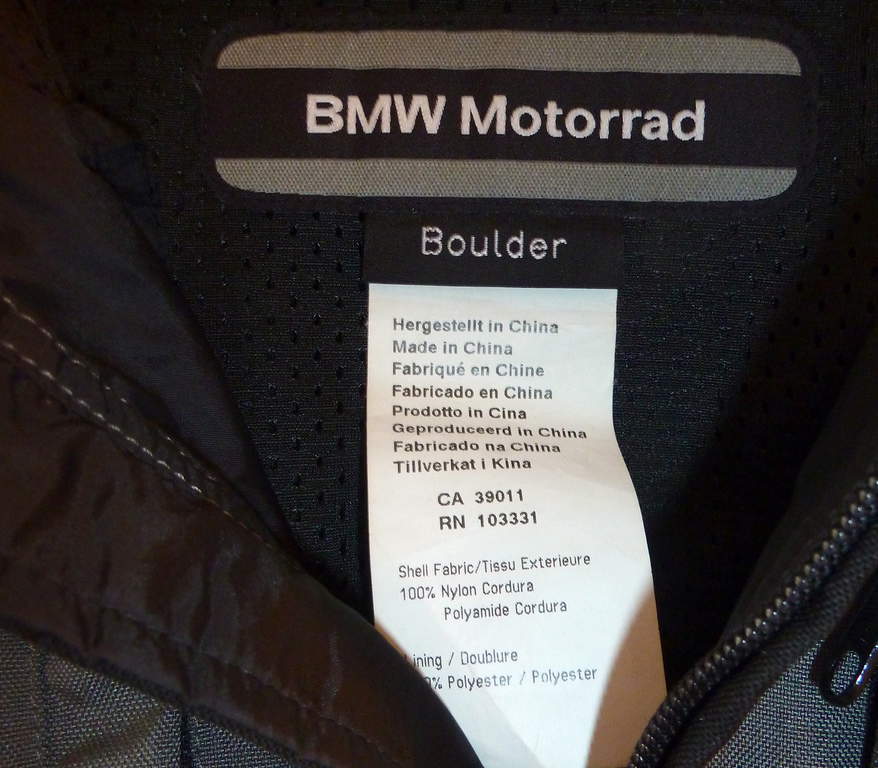 BMW Motorrad
Boulder
Hergestellt in China
Made in China
Fabriqué en Chine
Fabricado en China
Prodotto in Cina
Geproduceerd in China
Fabricado na China
Tillverkat i Kina
CA 39011
RN 103331
Shell Fabric/Tissu Exterieure
100% Nylon Cordura
Polyamide Cordura
/ Doublure
Polyester / Polyester